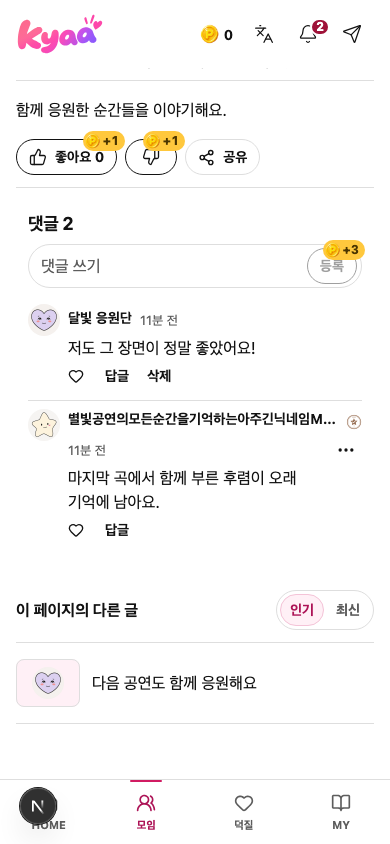 Kyaa
0
2
함께 응원한 순간들을 이야기해요.
+1
+1
좋아요 0
공유
댓글 2
+3
댓글 쓰기
등록
달빛 응원단 11분 전
저도 그 장면이 정말 좋았어요!
답글 삭제
별빛공연의모든순간을기억하는아주긴닉네임M...
11분 전
마지막 곡에서 함께 부른 후렴이 오래
기억에 남아요.
답글
이 페이지의 다른 글
인기 최신
다음 공연도 함께 응원해요
N
HOME
모임
덕질
MY